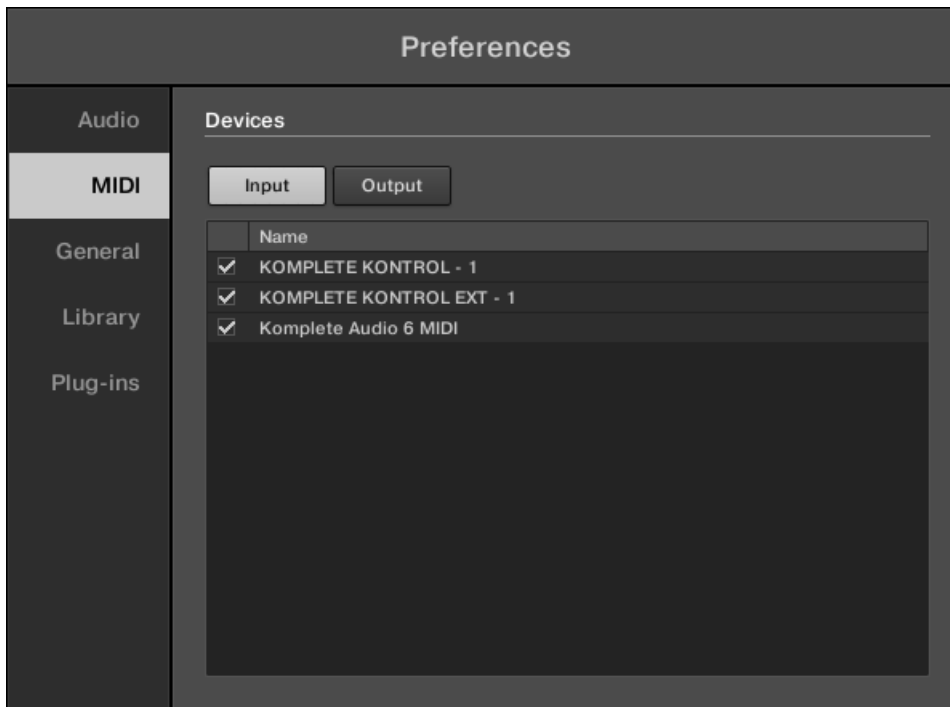 Preferences
Audio
MIDI
General
Library
Plug-ins
Devices
Input Output
Name
KOMPLETE KONTROL - 1
KOMPLETE KONTROL EXT - 1
Komplete Audio 6 MIDI